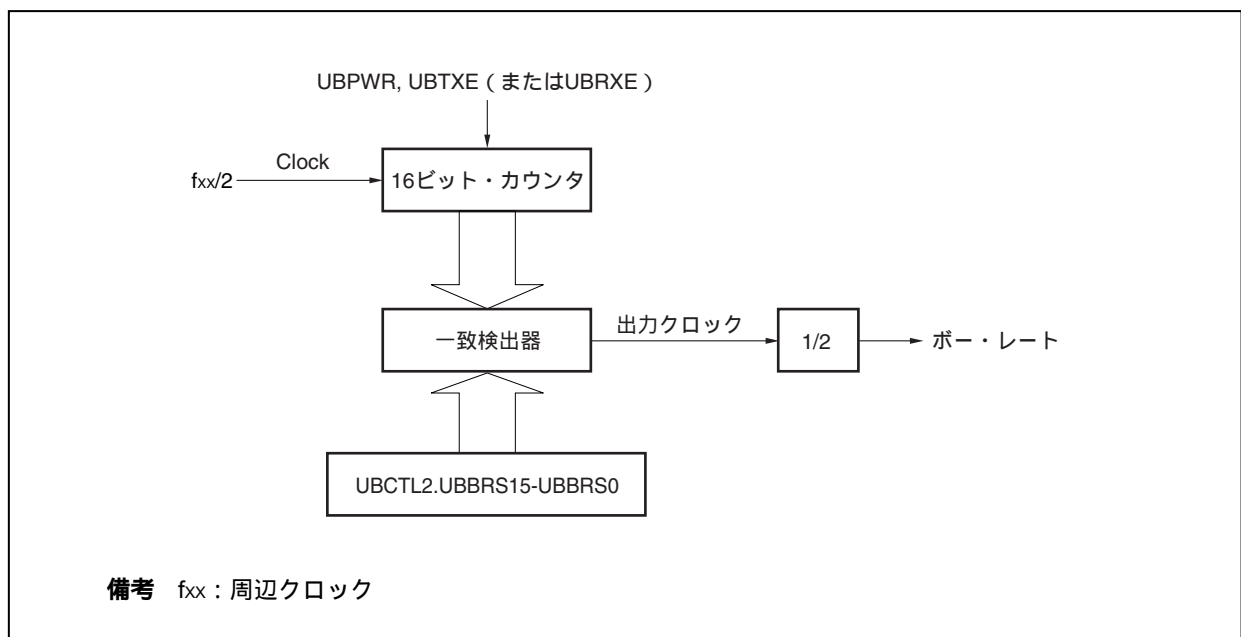 UBPWR, UBTXE（またはUBRXE）
Clock
fxx/2
16ビット・カウンタ
一致検出器
出力クロック
1/2
ボー・レート
UBCTL2.UBBRS15-UBBRS0
備考 fxx：周辺クロック